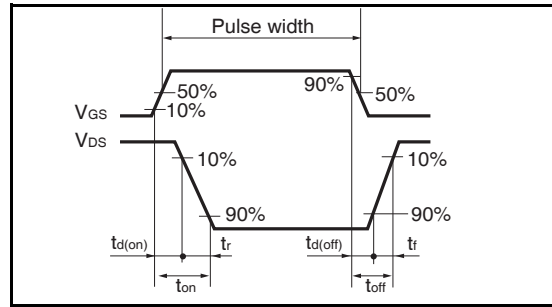 Pulse width
90%
50%
50%
10%
VGS
VDS
10%
10%
90%
90%
td(on)
tr
td(off)
tf
ton
toff